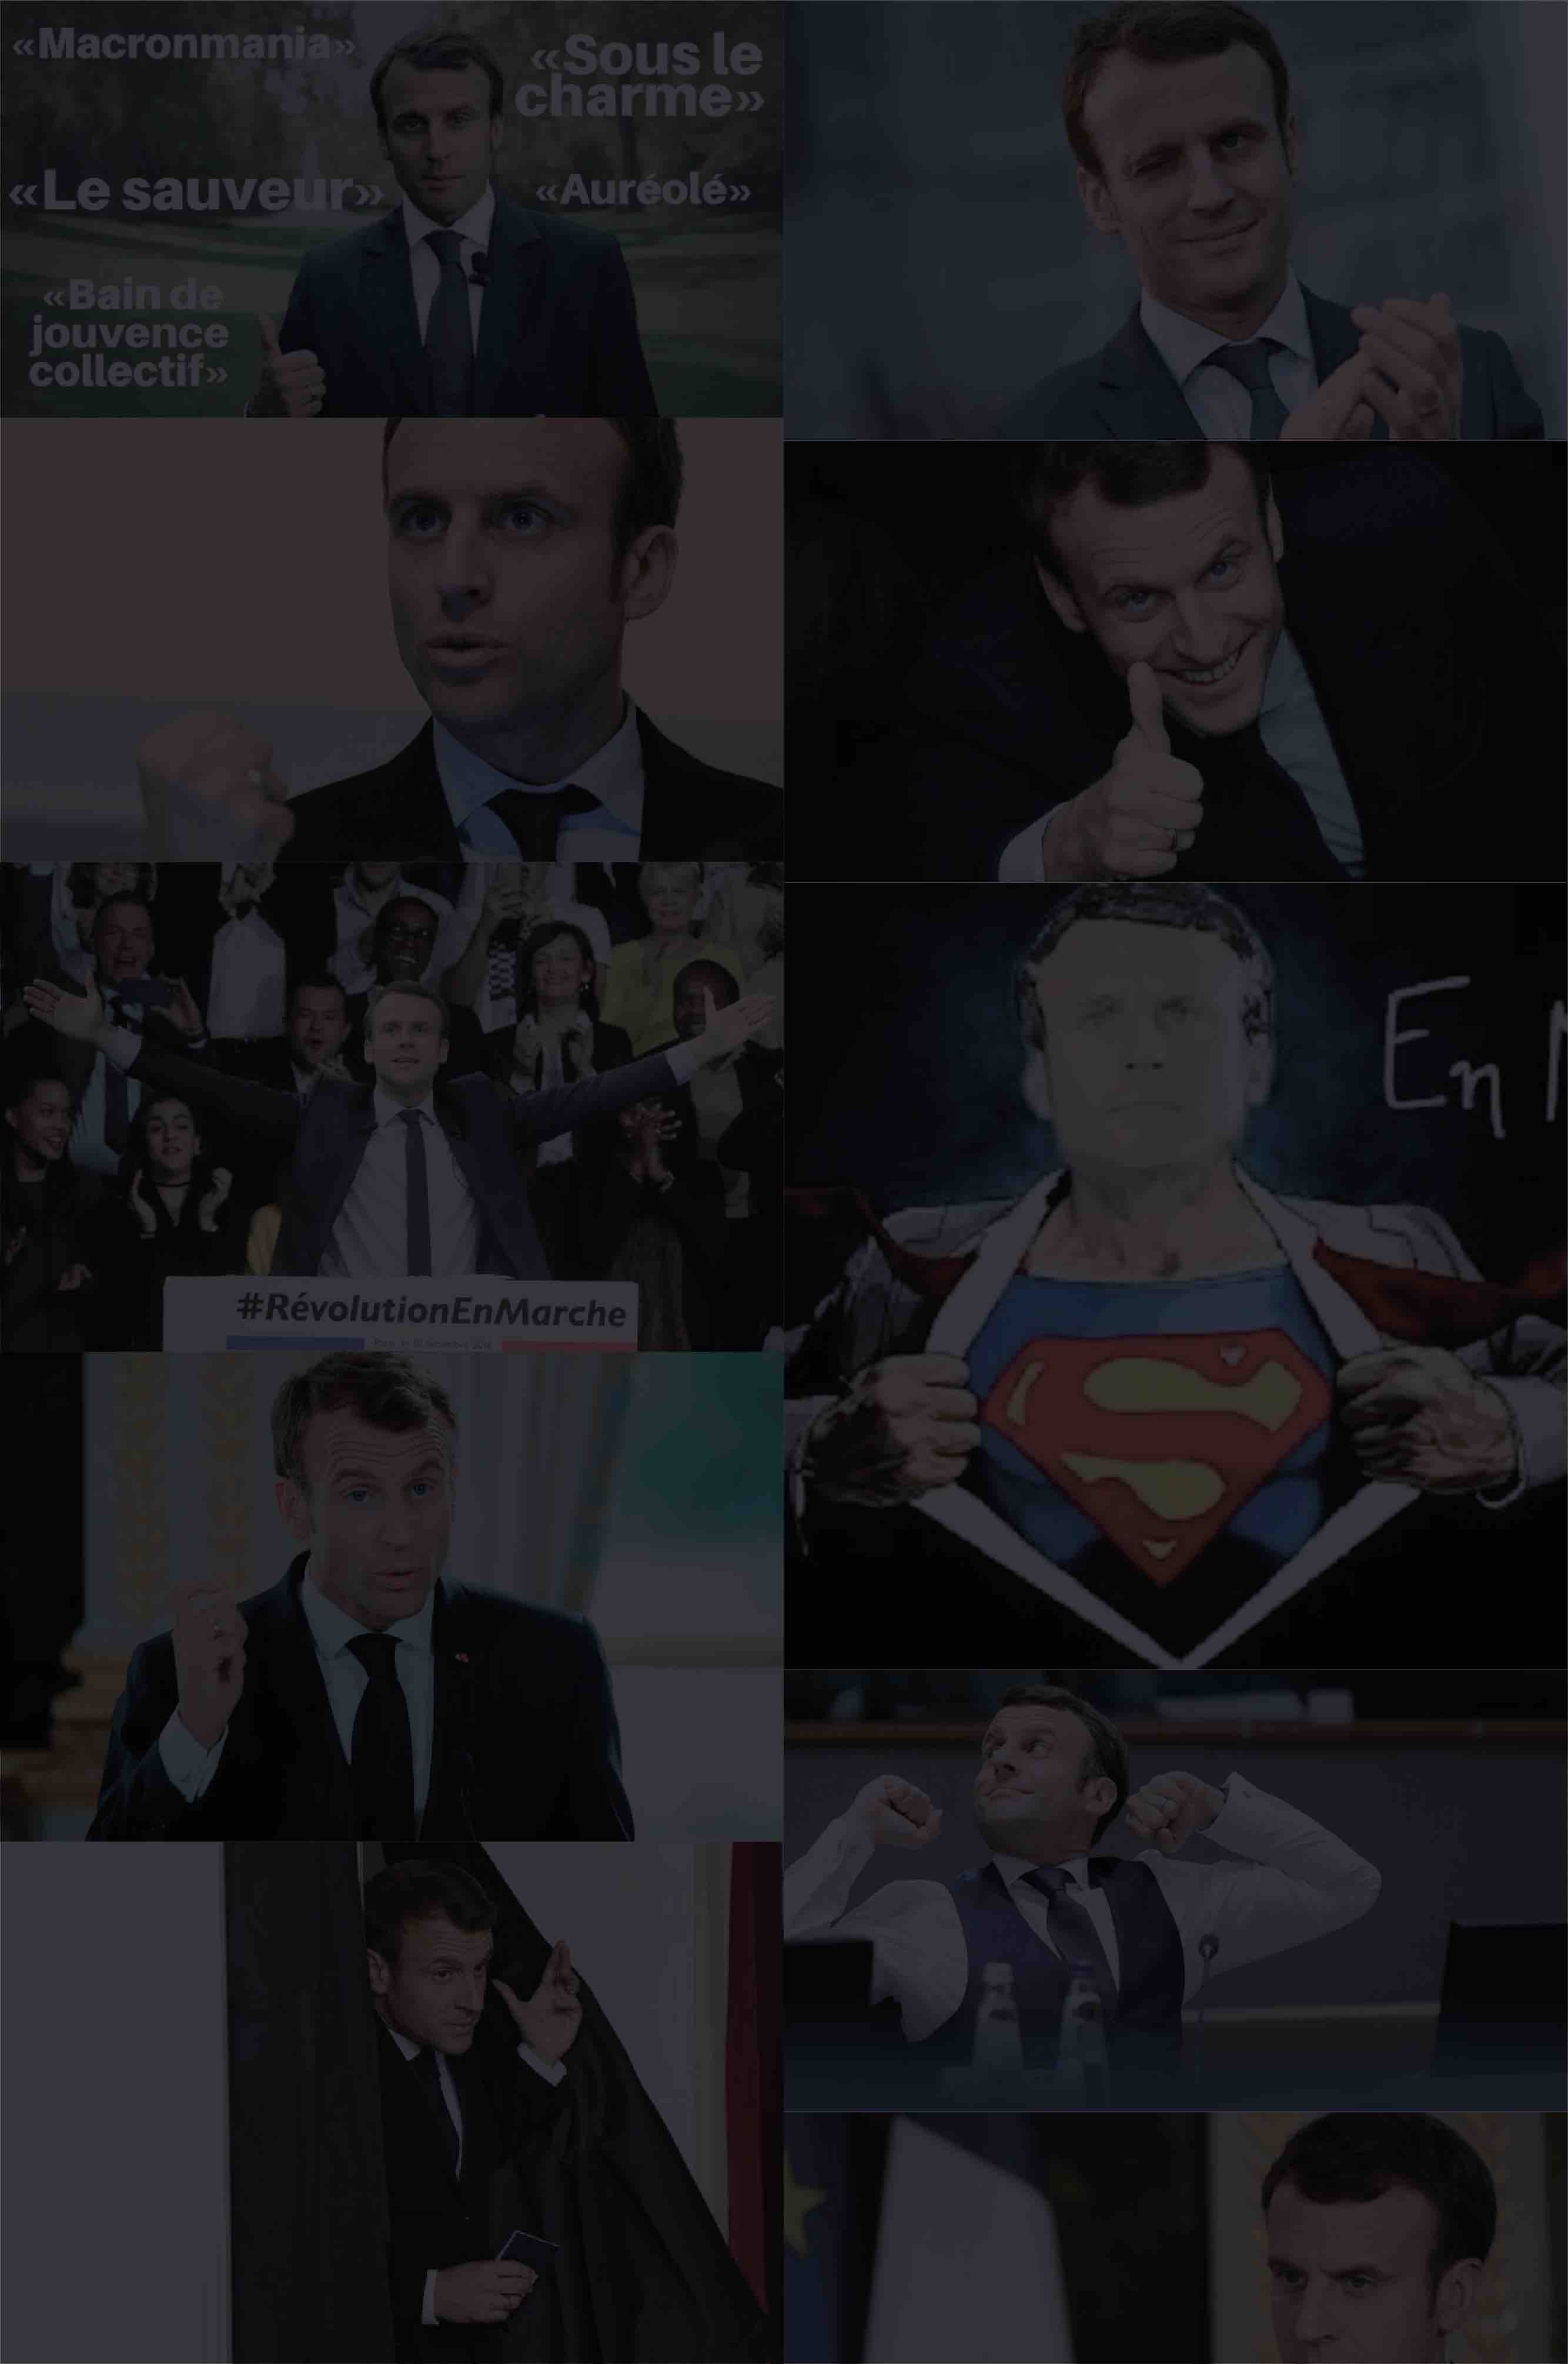 «Macronmania»
«Sous le
charme»
«Le sauveur»
«Auréolé»
«Bain de
jouvence
collectif»
En
#RévolutionEnMarche